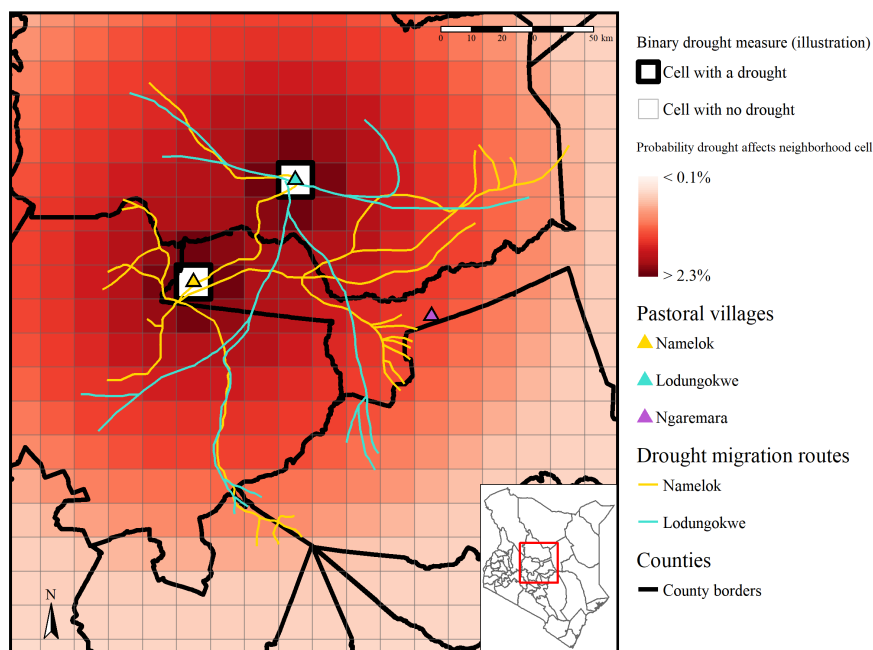 0 10 20 30 50 km
Binary drought measure (illustration)
Cell with a drought
Cell with no drought
Probability drought affects neighborhood cell
< 0.1%
> 2.3%
Pastoral villages
Namelok
Lodungokwe
Ngaremara
Drought migration routes
Namelok
Lodungokwe
Counties
County borders
N